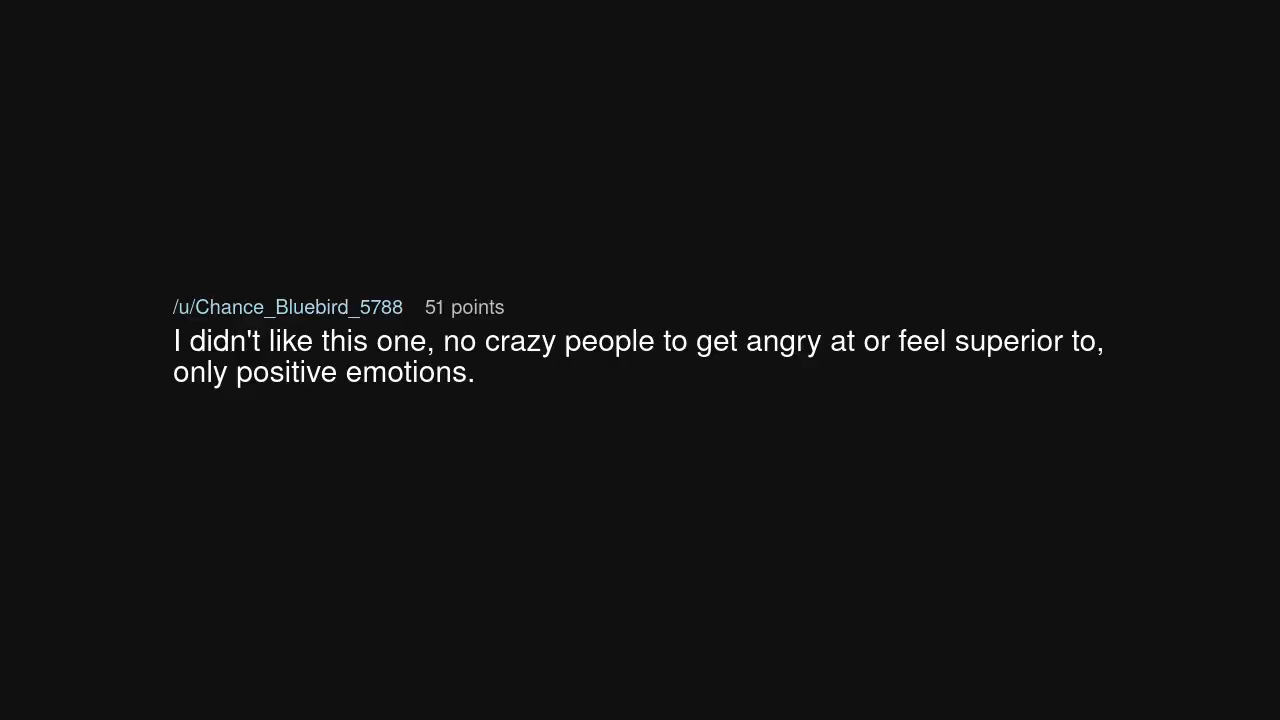 /u/Chance_Bluebird_5788 51 points
I didn't like this one, no crazy people to get angry at or feel superior to,
only positive emotions.